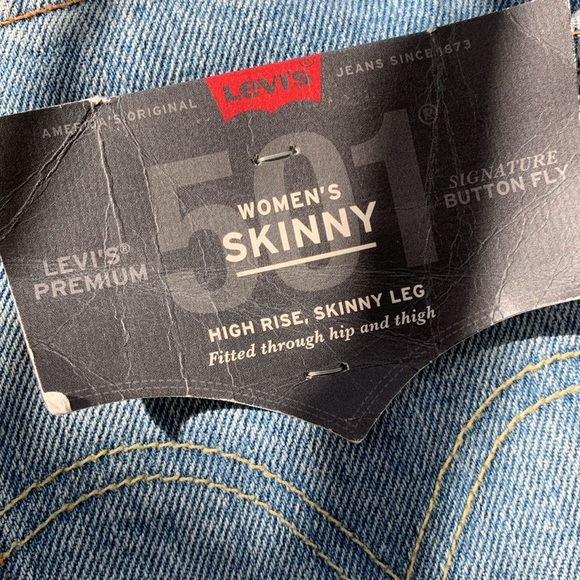 AMERICA'S ORIGINAL
Levi's
JEANS SINCE 1873
501®
WOMEN'S
SKINNY
LEVI'S®
PREMIUM
SIGNATURE
BUTTON FLY
HIGH RISE, SKINNY LEG
Fitted through hip and thigh